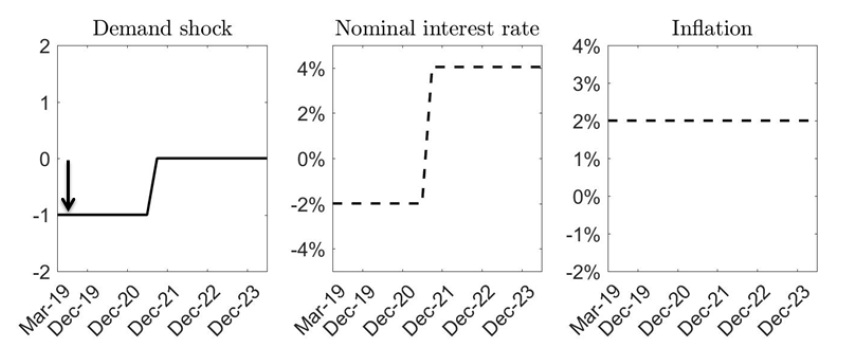 Demand shock
2
1
0
-1
-2
Mar-19
Dec-19
Dec-20
Dec-21
Dec-22
Dec-23
Nominal interest rate
4%
2%
0%
-2%
-4%
Mar-19
Dec-19
Dec-20
Dec-21
Dec-22
Dec-23
Inflation
4%
3%
2%
1%
0%
-1%
-2%
Mar-19
Dec-19
Dec-20
Dec-21
Dec-22
Dec-23